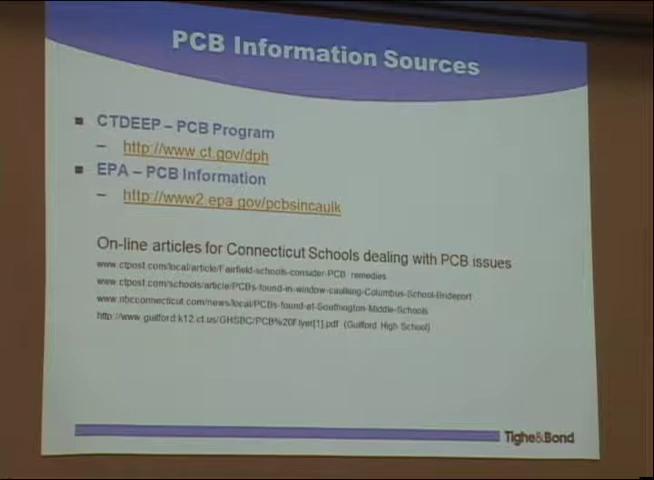 PCB Information Sources
■ CTDEEP – PCB Program
– http://www.ct.gov/dph
■ EPA – PCB Information
– http://www2.epa.gov/pcbsincaulk
On-line articles for Connecticut Schools dealing with PCB issues
www.ctpost.com/local/article/Fairfield-schools-consider-PCB remedies
www.ctpost.com/schools/article/PCBs-found-in-window-caulking-Columbus-School-Bridgeport
www.nbcconnecticut.com/news/local/PCBs-found-at-Southington-Middle-Schools
http://www.guilford.k12.ct.us/GHSBC/PCB%20Flyer[1].pdf (Guilford High School)
Tighe&Bond